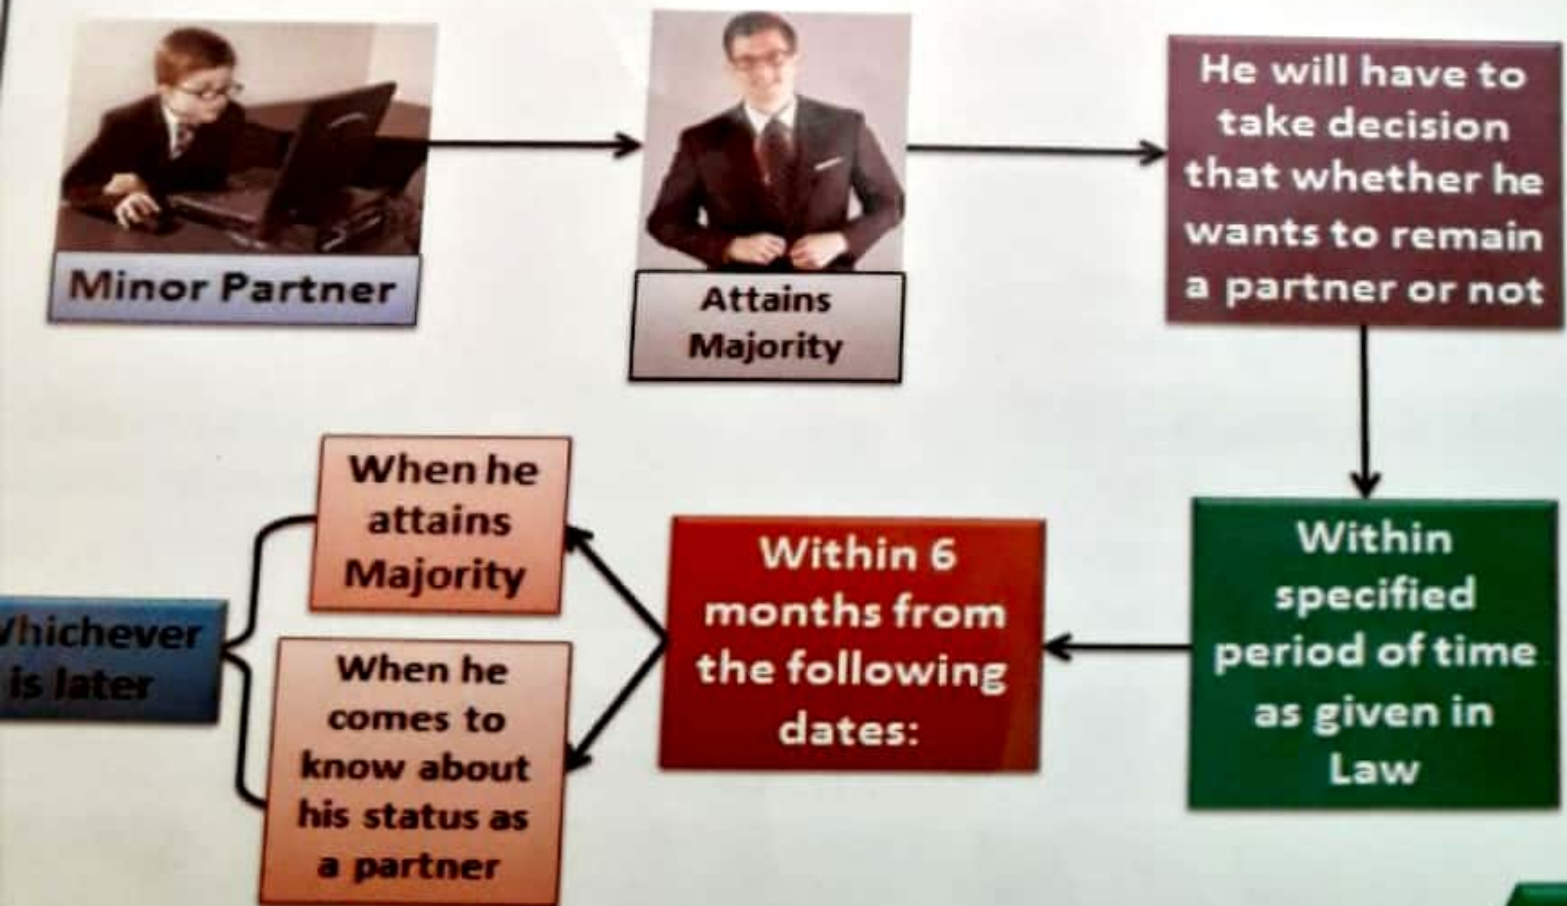 Minor Partner
Attains
Majority
He will have to
take decision
that whether he
wants to remain
a partner or not
Within
specified
period of time
as given in
Law
Within 6
months from
the following
dates:
When he
attains
Majority
When he
comes to
know about
his status as
a partner
Whichever
is later